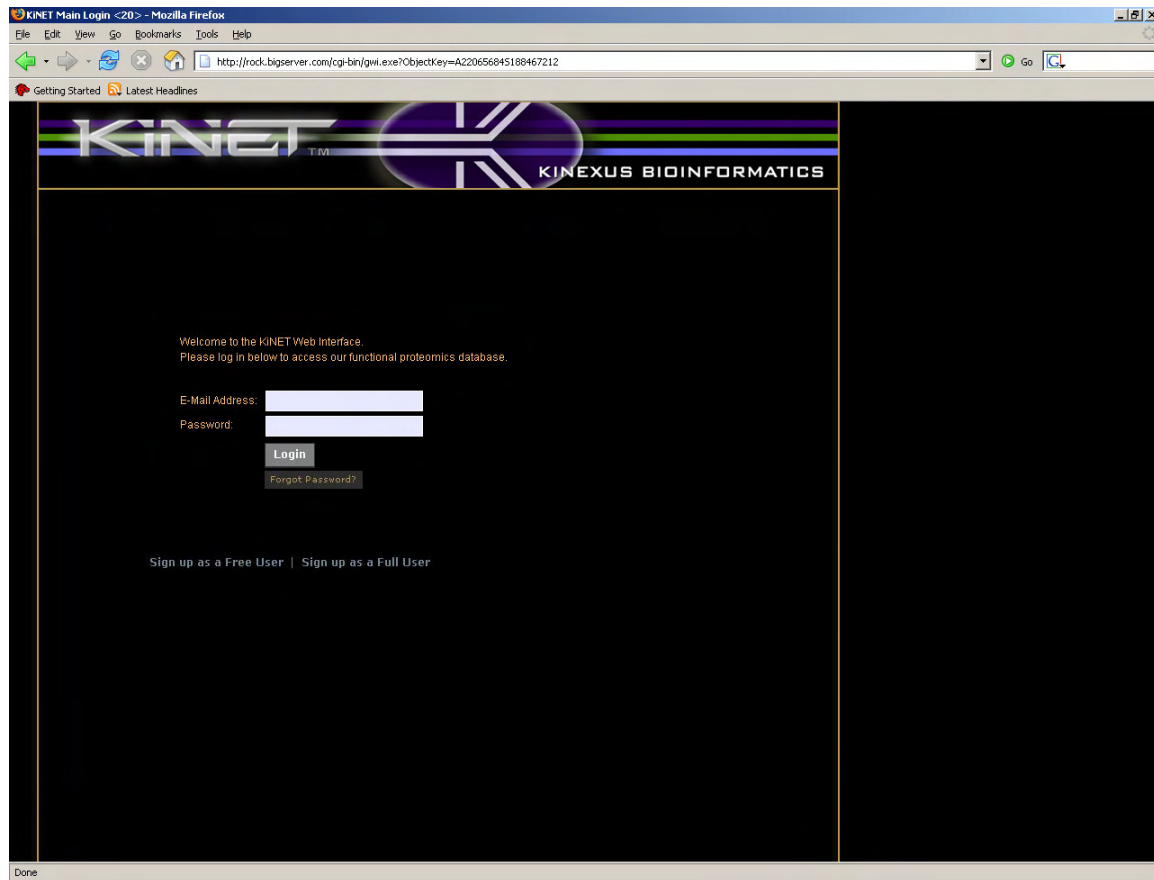 KiNET Main Login <20> - Mozilla Firefox
File Edit View Go Bookmarks Tools Help
http://rock.bigserver.com/cgi-bin/gwi.exe?ObjectKey=A22065684S188467212 Go G
Getting Started Latest Headlines
KiNET TM
KINEXUS BIOINFORMATICS
Welcome to the KiNET Web Interface.
Please log in below to access our functional proteomics database.
E-Mail Address:
Password:
Login
Forgot Password?
Sign up as a Free User | Sign up as a Full User
Done